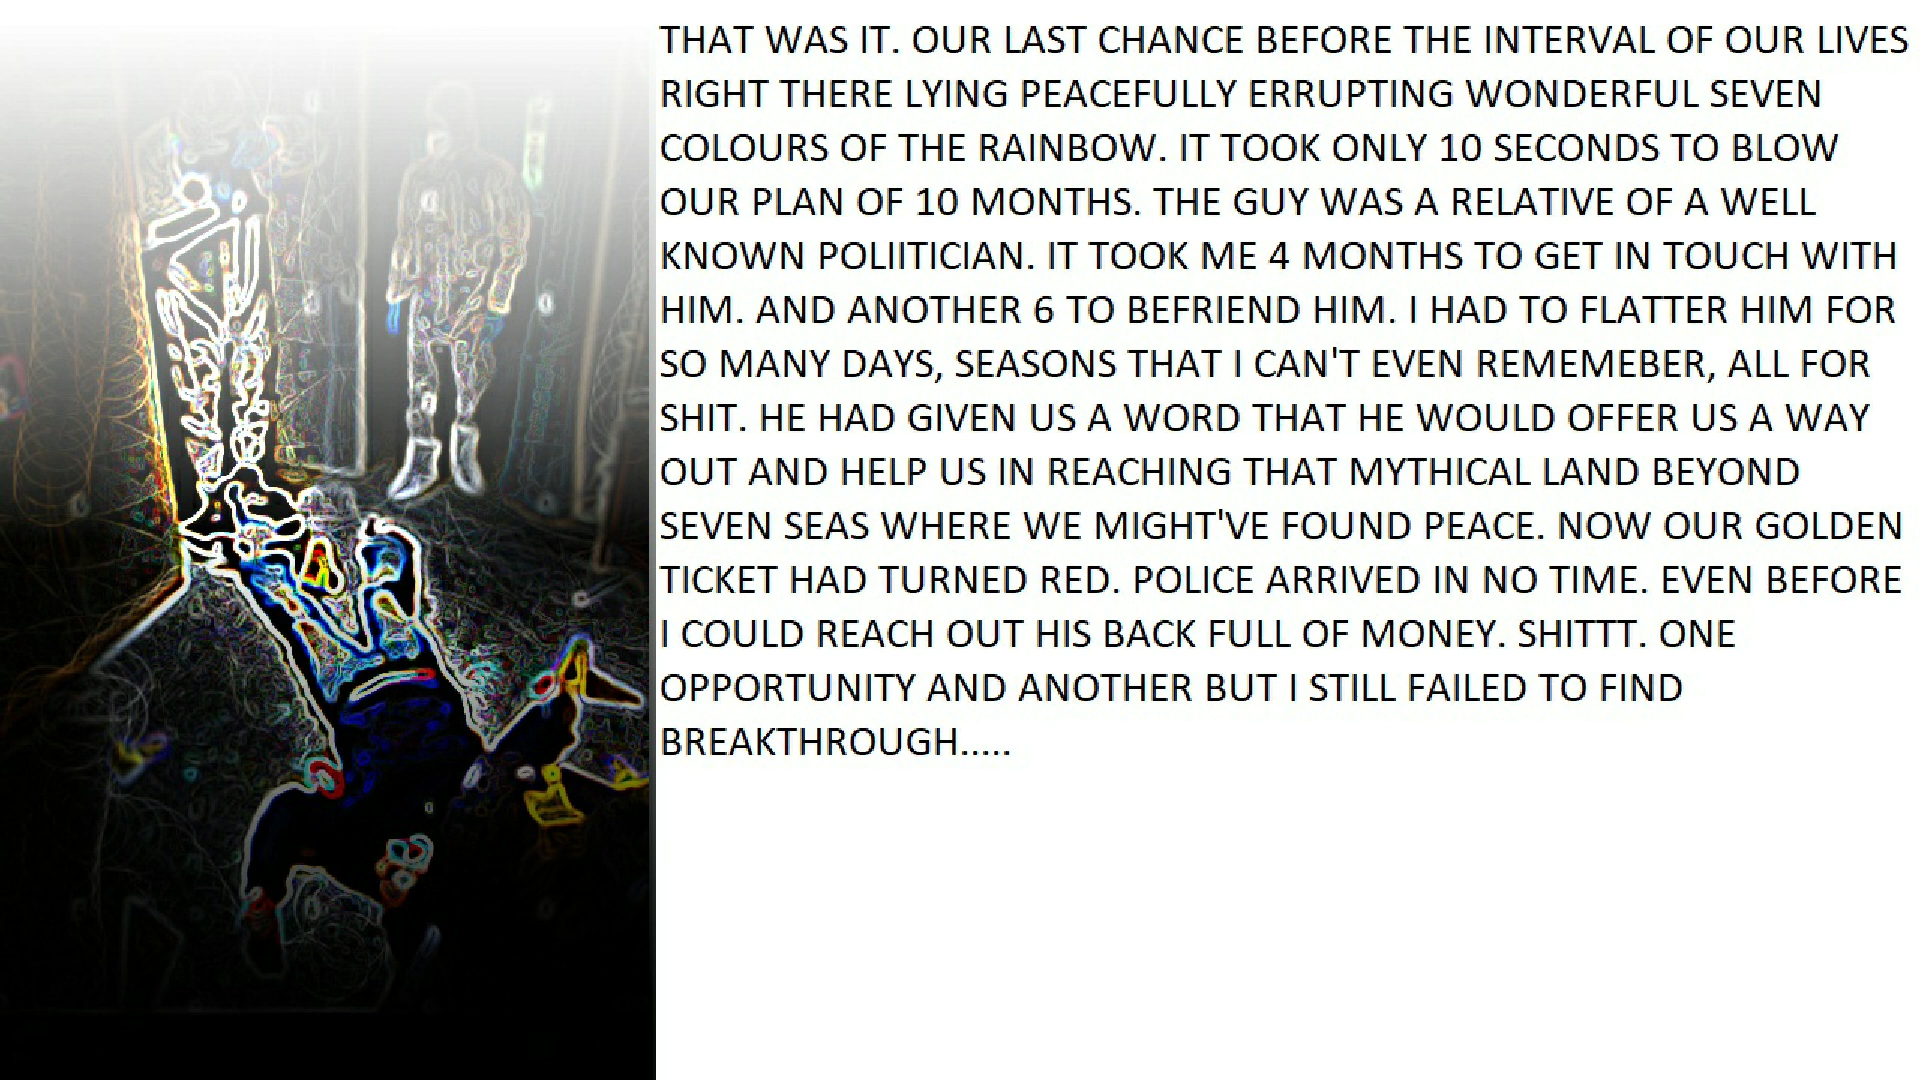 THAT WAS IT. OUR LAST CHANCE BEFORE THE INTERVAL OF OUR LIVES
RIGHT THERE LYING PEACEFULLY ERRUPTING WONDERFUL SEVEN
COLOURS OF THE RAINBOW. IT TOOK ONLY 10 SECONDS TO BLOW
OUR PLAN OF 10 MONTHS. THE GUY WAS A RELATIVE OF A WELL
KNOWN POLIITICIAN. IT TOOK ME 4 MONTHS TO GET IN TOUCH WITH
HIM. AND ANOTHER 6 TO BEFRIEND HIM. I HAD TO FLATTER HIM FOR
SO MANY DAYS, SEASONS THAT I CAN'T EVEN REMEMEBER, ALL FOR
SHIT. HE HAD GIVEN US A WORD THAT HE WOULD OFFER US A WAY
OUT AND HELP US IN REACHING THAT MYTHICAL LAND BEYOND
SEVEN SEAS WHERE WE MIGHT'VE FOUND PEACE. NOW OUR GOLDEN
TICKET HAD TURNED RED. POLICE ARRIVED IN NO TIME. EVEN BEFORE
I COULD REACH OUT HIS BACK FULL OF MONEY. SHITTT. ONE
OPPORTUNITY AND ANOTHER BUT I STILL FAILED TO FIND
BREAKTHROUGH.....